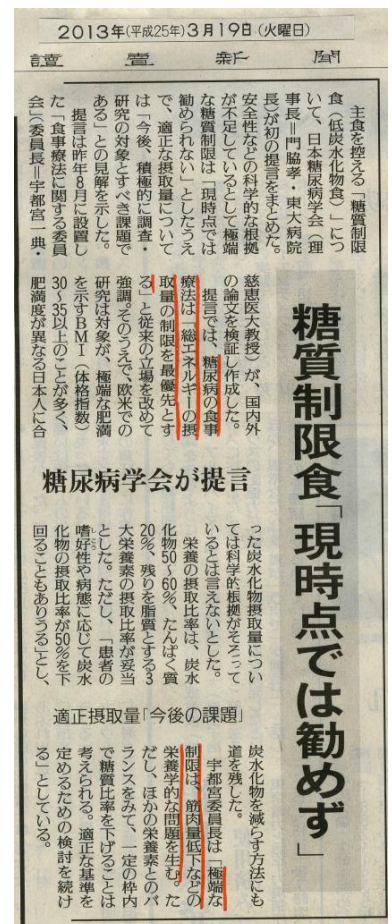 2013年(平成25年)3月19日(火曜日)
讀賣新聞
糖質制限食「現時点では勧めず」
糖尿病学会が提言
適正摂取量「今後の課題」
主食を控える「糖質制限
食(低炭水化物食)」につ
いて、日本糖尿病学会(理
事長=門脇孝・東大病院
長)が初の提言をまとめた。
安全性などの科学的な根拠
が不足しているとして極端
な糖質制限は「現時点では
勧められない」としたうえ
で、適正な摂取量について
は「今後、積極的に調査・
研究の対象とすべき課題で
ある」との見解を示した。
提言は昨年8月に設置し
た「食事療法に関する委員
会」(委員長=宇都宮一典・
慈恵医大教授)が、国内外
の論文を検証し作成した。
提言では、糖尿病の食事
療法は「総エネルギーの摂
取量の制限を最優先とす
る」と従来の立場を改めて
強調。そのうえで、欧米での
研究は対象が、極端な肥満
を示すBMI(体格指数)
30〜35以上のことが多く、
肥満度が異なる日本人に合
った炭水化物摂取量につい
ては科学的根拠がそろって
いるとは言えないとした。
栄養の摂取比率は、炭水
化物50〜60%、たんぱく質
20%、残りを脂質とする3
大栄養素の摂取比率が妥当
とした。ただし、「患者の
嗜好性や病態に応じて炭水
化物の摂取比率が50%を下
回ることもありうる」とし、
炭水化物を減らす方法にも
道を残した。
宇都宮委員長は「極端な
制限は、筋肉量低下などの
栄養学的な問題を生む。た
だし、ほかの栄養素とのバ
ランスをみて、一定の枠内
で糖質比率を下げることは
考えられる。適正な基準を
定めるための検討を続け
る」としている。